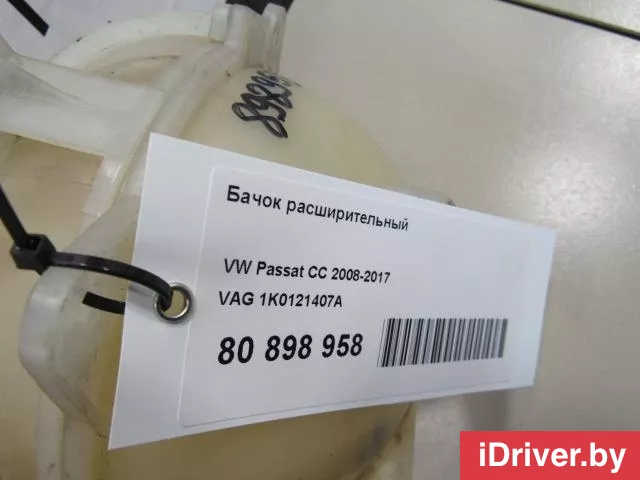 Бачок расширительный
VW Passat CC 2008-2017
VAG 1K0121407A
80 898 958
iDriver.by